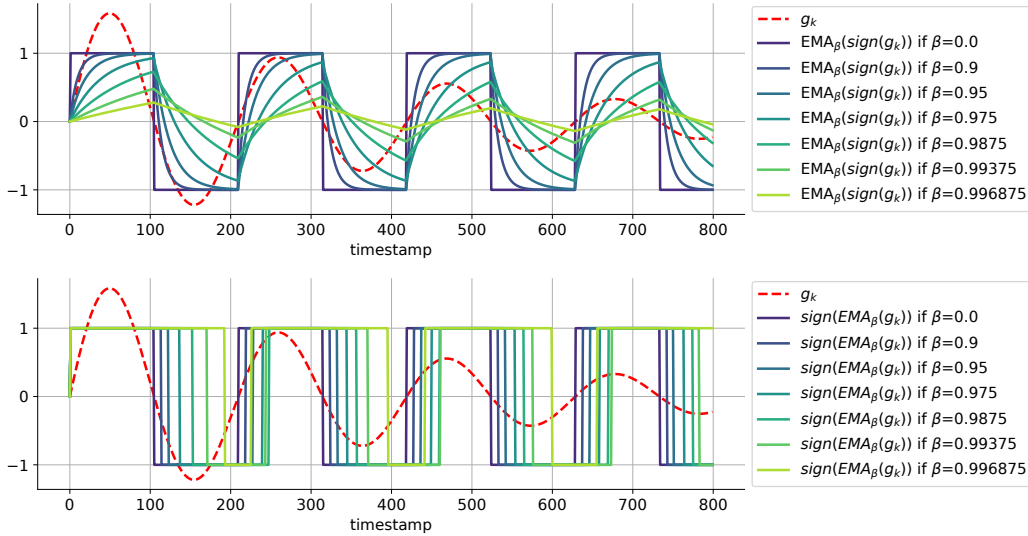 1
0
−1
0 100 200 300 400 500 600 700 800
timestamp
g_k
EMA_β(sign(g_k)) if β=0.0
EMA_β(sign(g_k)) if β=0.9
EMA_β(sign(g_k)) if β=0.95
EMA_β(sign(g_k)) if β=0.975
EMA_β(sign(g_k)) if β=0.9875
EMA_β(sign(g_k)) if β=0.99375
EMA_β(sign(g_k)) if β=0.996875
1
0
−1
0 100 200 300 400 500 600 700 800
timestamp
g_k
sign(EMA_β(g_k)) if β=0.0
sign(EMA_β(g_k)) if β=0.9
sign(EMA_β(g_k)) if β=0.95
sign(EMA_β(g_k)) if β=0.975
sign(EMA_β(g_k)) if β=0.9875
sign(EMA_β(g_k)) if β=0.99375
sign(EMA_β(g_k)) if β=0.996875